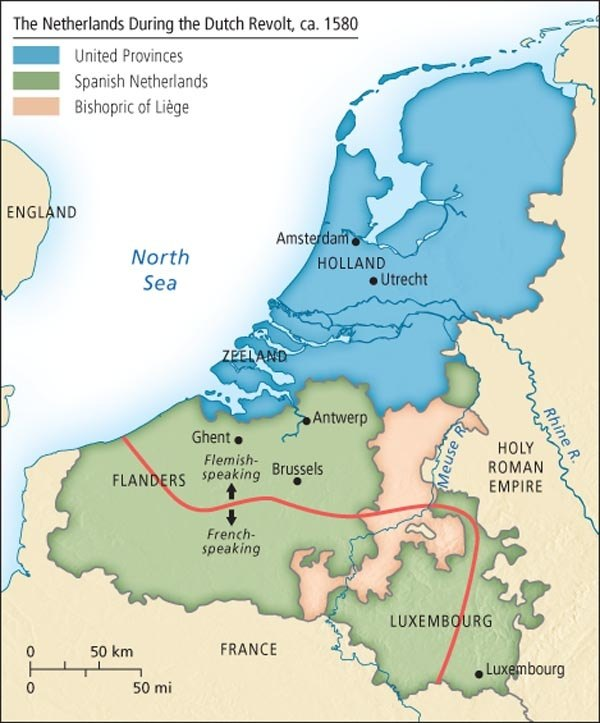 The Netherlands During the Dutch Revolt, ca. 1580
United Provinces
Spanish Netherlands
Bishopric of Liège
ENGLAND
North
Sea
Amsterdam
HOLLAND
Utrecht
ZEELAND
Antwerp
Ghent
Flemish-
speaking
Brussels
FLANDERS
French-
speaking
Meuse R.
Rhine R.
HOLY
ROMAN
EMPIRE
LUXEMBOURG
Luxembourg
FRANCE
0 50 km
0 50 mi